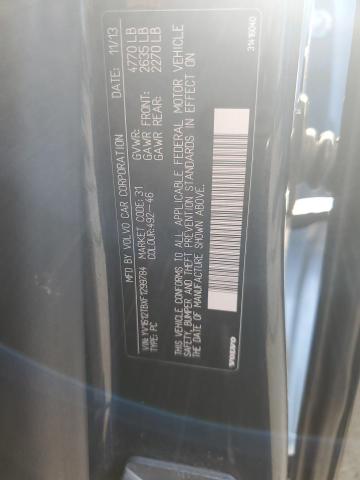 MFD BY VOLVO CAR CORPORATION DATE: 11/13
GVWR: 4770 LB
GAWR FRONT: 2635 LB
GAWR REAR: 2270 LB
VIN: YV1612TBXF1299784 MARKET CODE: 31
TYPE: PC COLOUR: 492-46
THIS VEHICLE CONFORMS TO ALL APPLICABLE FEDERAL MOTOR VEHICLE
SAFETY, BUMPER AND THEFT PREVENTION STANDARDS IN EFFECT ON
THE DATE OF MANUFACTURE SHOWN ABOVE.
VOLVO